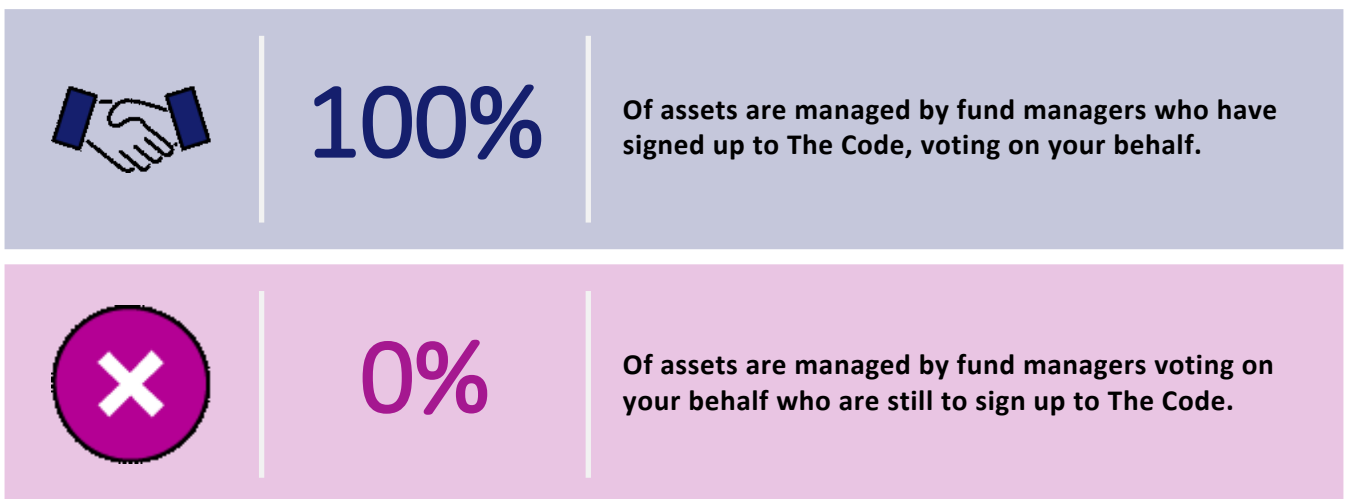 100%
Of assets are managed by fund managers who have
signed up to The Code, voting on your behalf.
0%
Of assets are managed by fund managers voting on
your behalf who are still to sign up to The Code.